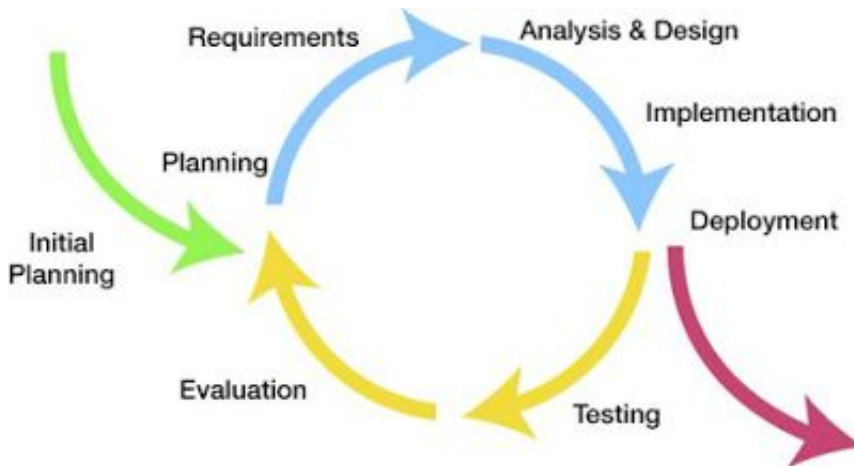 Requirements
Analysis & Design
Implementation
Planning
Deployment
Initial
Planning
Evaluation
Testing